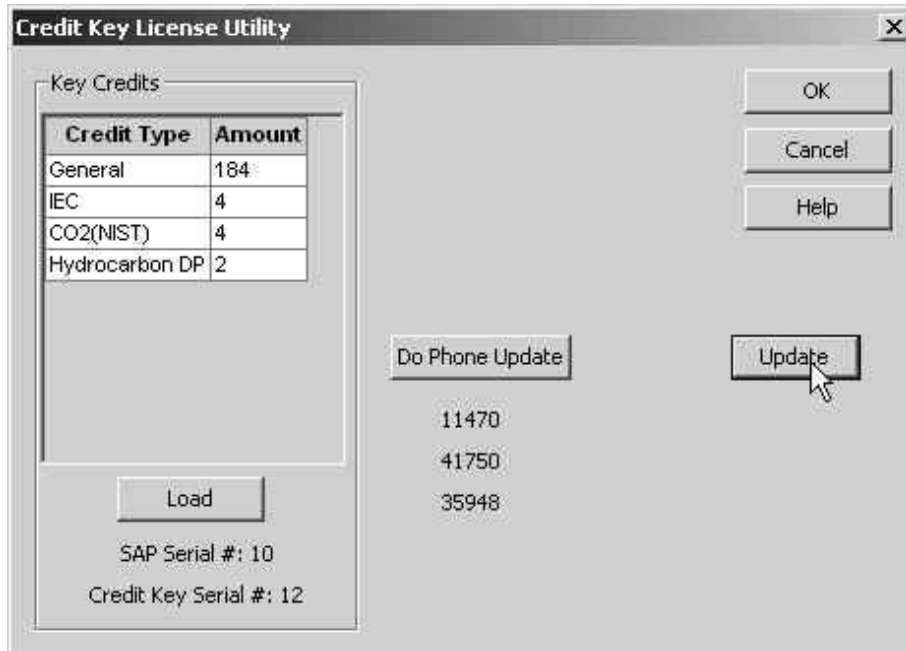 Credit Key License Utility
Key Credits
Credit Type Amount
General 184
IEC 4
CO2(NIST) 4
Hydrocarbon DP 2
Load
SAP Serial #: 10
Credit Key Serial #: 12
Do Phone Update
11470
41750
35948
OK
Cancel
Help
Update